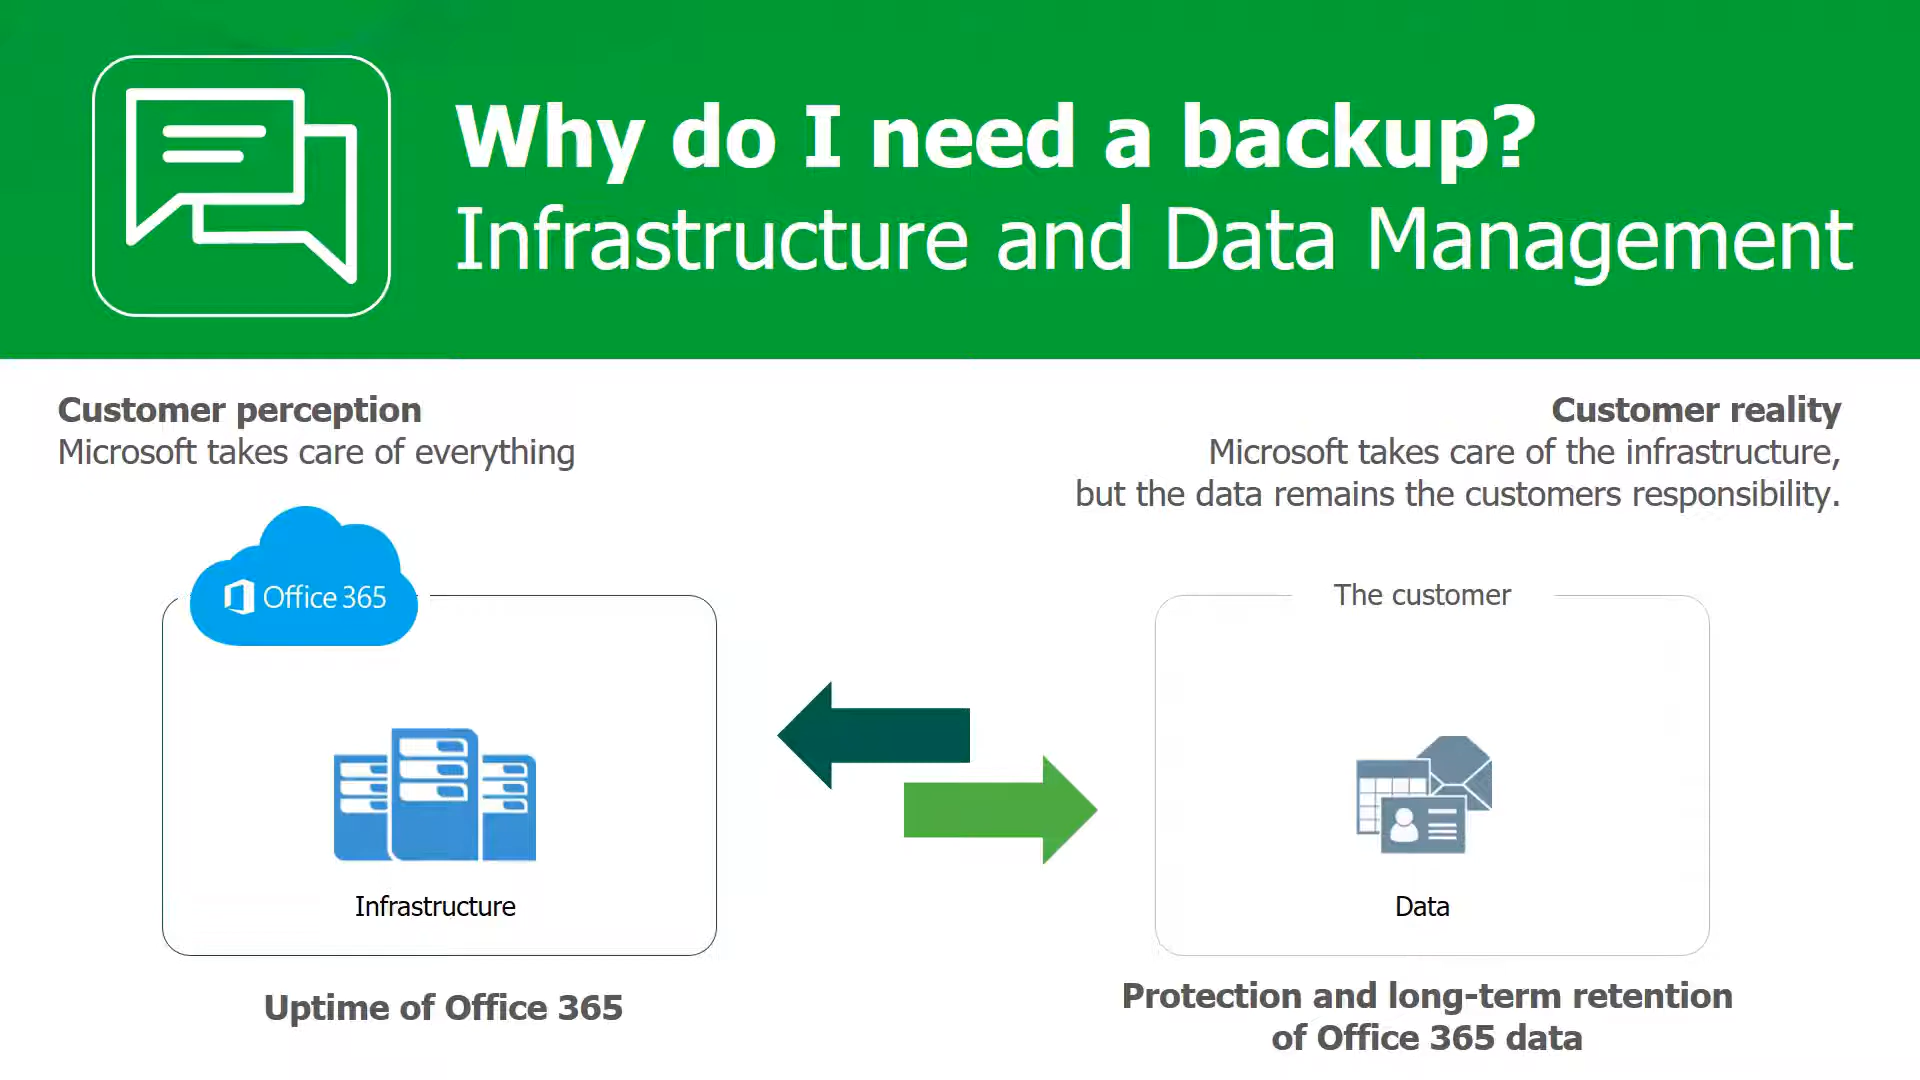 Why do I need a backup?
Infrastructure and Data Management
Customer perception
Microsoft takes care of everything
Customer reality
Microsoft takes care of the infrastructure,
but the data remains the customers responsibility.
Office 365
The customer
Infrastructure
Data
Uptime of Office 365
Protection and long-term retention
of Office 365 data